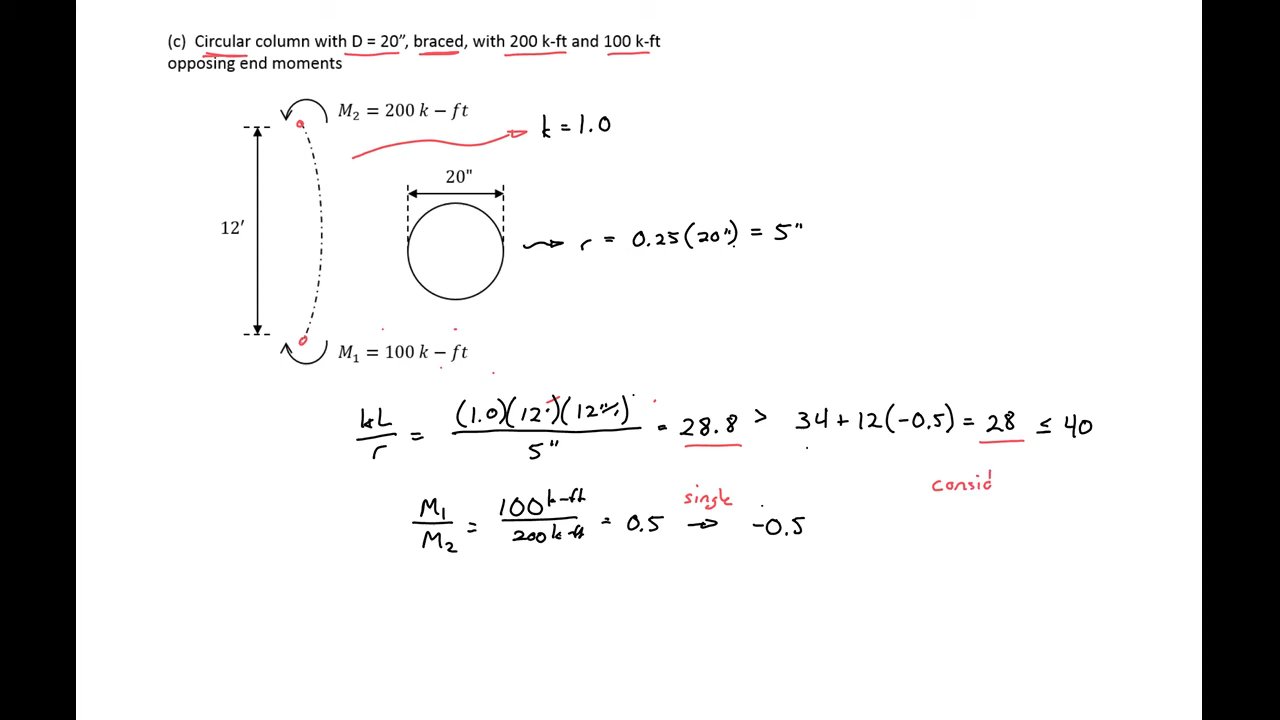 (c) Circular column with D = 20”, braced, with 200 k-ft and 100 k-ft
opposing end moments
M₂ = 200 k − ft
k = 1.0
20"
12′
r = 0.25(20") = 5"
M₁ = 100 k − ft
kL/r = (1.0)(12')(12"/')/5" = 28.8 > 34 + 12(-0.5) = 28 ≤ 40
consid
single
M₁/M₂ = 100 k-ft/200 k-ft = 0.5 → -0.5